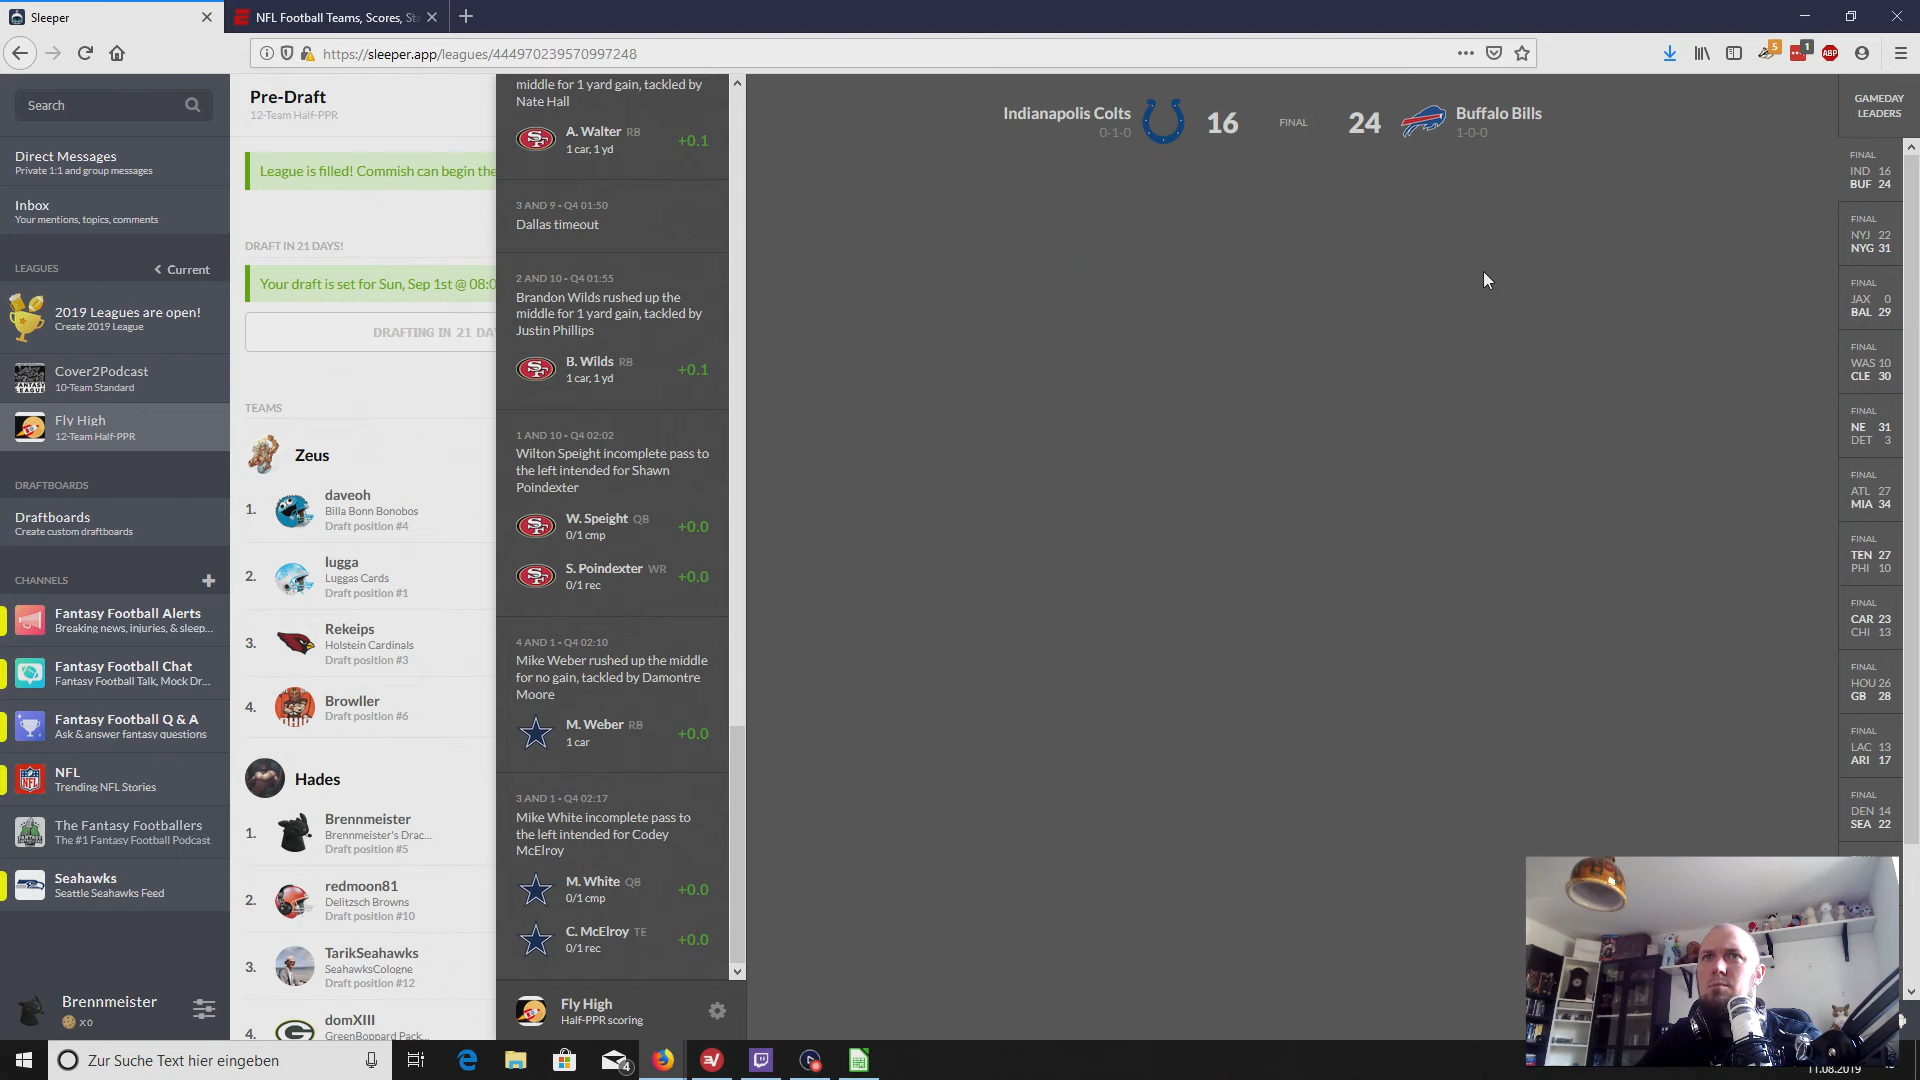 Sleeper
NFL Football Teams, Scores, Sta
https://sleeper.app/leagues/444970239570997248
5
1
ABP
Search
Direct Messages
Private 1:1 and group messages
Inbox
Your mentions, topics, comments
LEAGUES
Current
2019 Leagues are open!
Create 2019 League
Cover2Podcast
10-Team Standard
Fly High
12-Team Half-PPR
DRAFTBOARDS
Draftboards
Create custom draftboards
CHANNELS
Fantasy Football Alerts
Breaking news, injuries, & sleep...
Fantasy Football Chat
Fantasy Football Talk, Mock Dr...
Fantasy Football Q & A
Ask & answer fantasy questions
NFL
Trending NFL Stories
The Fantasy Footballers
The #1 Fantasy Football Podcast
Seahawks
Seattle Seahawks Feed
Brennmeister
X0
Pre-Draft
12-Team Half-PPR
League is filled! Commish can begin the
DRAFT IN 21 DAYS!
Your draft is set for Sun, Sep 1st @ 08:0
DRAFTING IN 21 DA
TEAMS
Zeus
1.
daveoh
Billa Bonn Bonobos
Draft position #4
2.
lugga
Luggas Cards
Draft position #1
3.
Rekeips
Holstein Cardinals
Draft position #3
4.
Browller
Draft position #6
Hades
1.
Brennmeister
Brennmeister's Drac...
Draft position #5
2.
redmoon81
Delitzsch Browns
Draft position #10
3.
TarikSeahawks
SeahawksCologne
Draft position #12
4.
domXIII
GreenBoppard Pack...
middle for 1 yard gain, tackled by
Nate Hall
A. Walter RB
1 car, 1 yd
+0.1
3 AND 9 - Q4 01:50
Dallas timeout
2 AND 10 - Q4 01:55
Brandon Wilds rushed up the
middle for 1 yard gain, tackled by
Justin Phillips
B. Wilds RB
1 car, 1 yd
+0.1
1 AND 10 - Q4 02:02
Wilton Speight incomplete pass to
the left intended for Shawn
Poindexter
W. Speight QB
0/1 cmp
+0.0
S. Poindexter WR
0/1 rec
+0.0
4 AND 1 - Q4 02:10
Mike Weber rushed up the middle
for no gain, tackled by Damontre
Moore
M. Weber RB
1 car
+0.0
3 AND 1 - Q4 02:17
Mike White incomplete pass to
the left intended for Codey
McElroy
M. White QB
0/1 cmp
+0.0
C. McElroy TE
0/1 rec
+0.0
Fly High
Half-PPR scoring
Indianapolis Colts
0-1-0
16
FINAL
24
Buffalo Bills
1-0-0
GAMEDAY
LEADERS
FINAL
IND 16
BUF 24
FINAL
NYJ 22
NYG 31
FINAL
JAX 0
BAL 29
FINAL
WAS 10
CLE 30
FINAL
NE 31
DET 3
FINAL
ATL 27
MIA 34
FINAL
TEN 27
PHI 10
FINAL
CAR 23
CHI 13
FINAL
HOU 26
GB 28
FINAL
LAC 13
ARI 17
FINAL
DEN 14
SEA 22
Zur Suche Text hier eingeben
4
11.08.2019